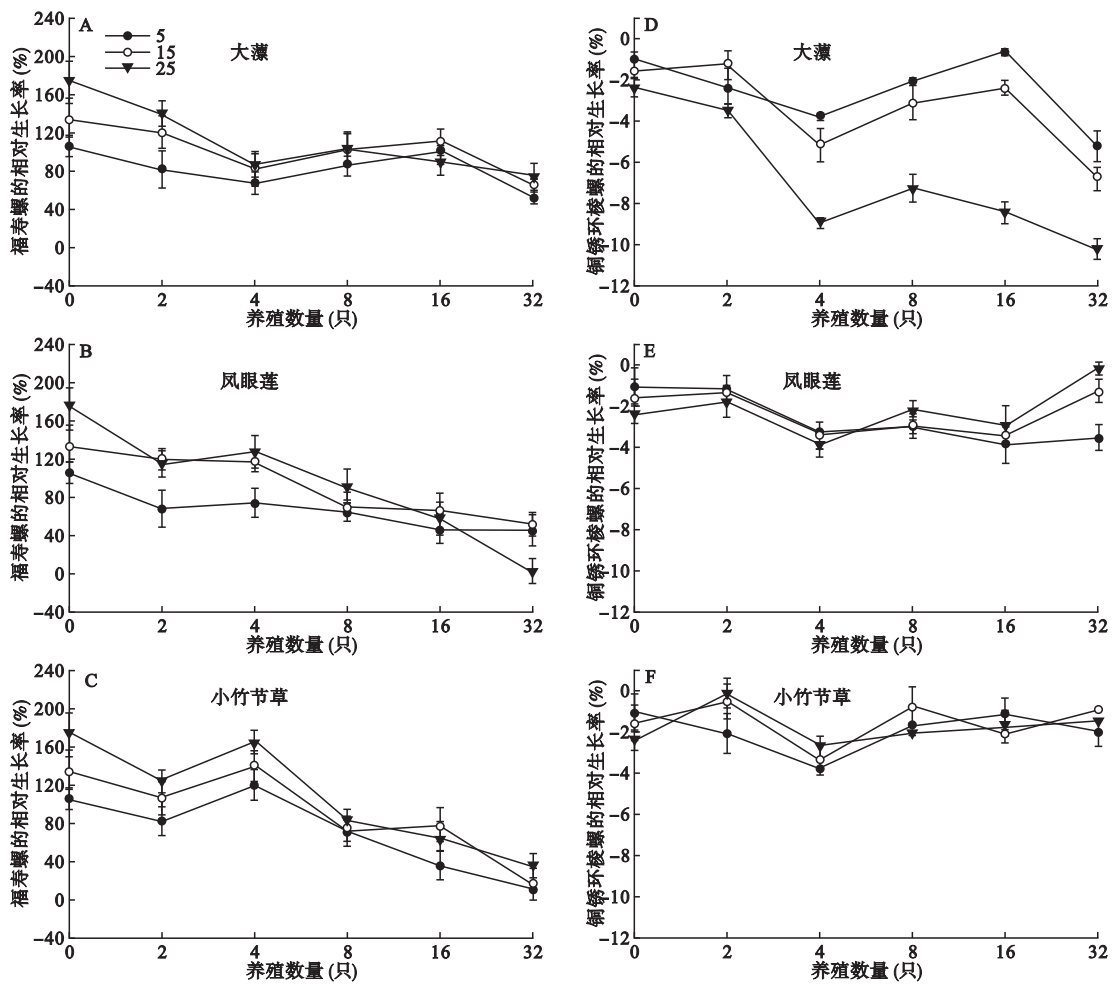 A
5
15
25
大薸
福寿螺的相对生长率 (%)
240
200
160
120
80
40
0
−40
0 2 4 8 16 32
养殖数量 (只)
D
大薸
铜锈环棱螺的相对生长率 (%)
0
−2
−4
−6
−8
−10
−12
0 2 4 8 16 32
养殖数量 (只)
B
凤眼莲
福寿螺的相对生长率 (%)
240
200
160
120
80
40
0
−40
0 2 4 8 16 32
养殖数量 (只)
E
凤眼莲
铜锈环棱螺的相对生长率 (%)
0
−2
−4
−6
−8
−10
−12
0 2 4 8 16 32
养殖数量 (只)
C
小竹节草
福寿螺的相对生长率 (%)
240
200
160
120
80
40
0
−40
0 2 4 8 16 32
养殖数量 (只)
F
小竹节草
铜锈环棱螺的相对生长率 (%)
0
−2
−4
−6
−8
−10
−12
0 2 4 8 16 32
养殖数量 (只)